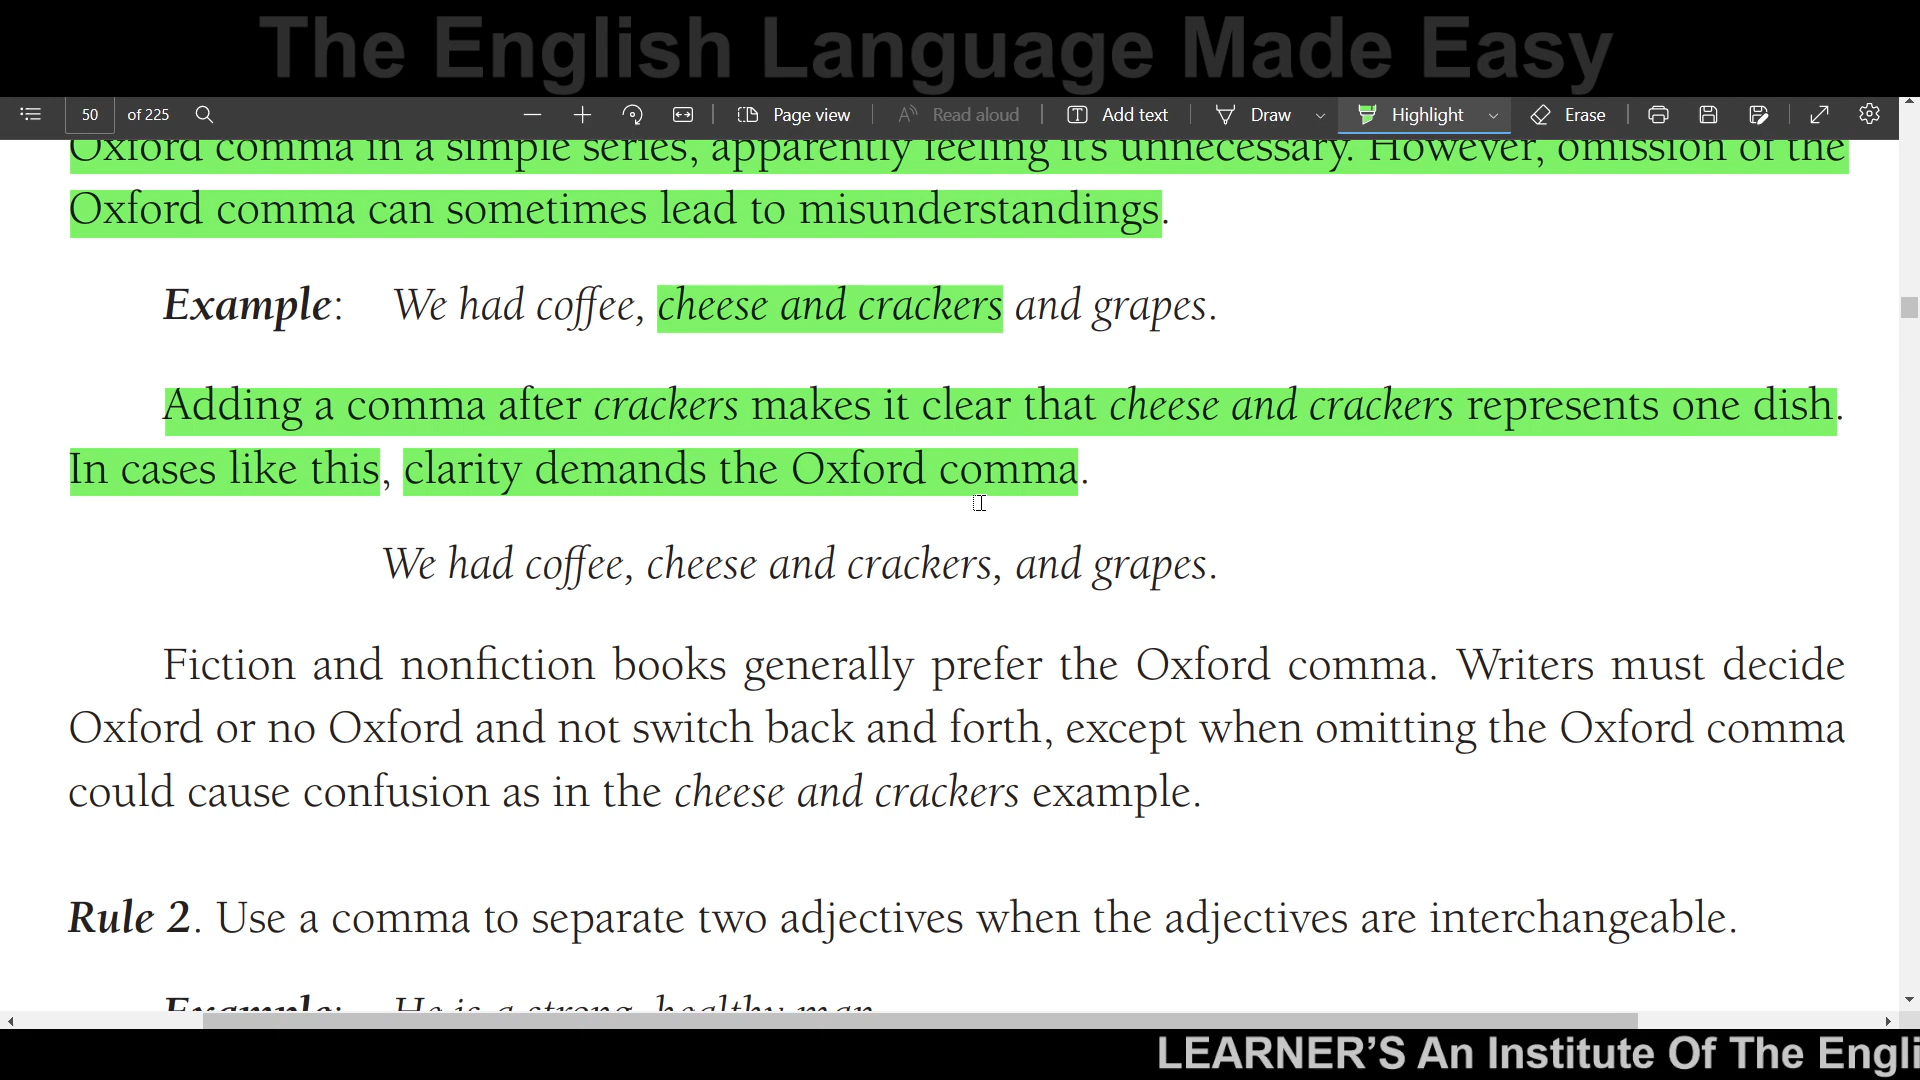 The English Language Made Easy
50 of 225 Page view Read aloud Add text Draw Highlight Erase
Oxford comma in a simple series, apparently feeling it's unnecessary. However, omission of the
Oxford comma can sometimes lead to misunderstandings.
Example: We had coffee, cheese and crackers and grapes.
Adding a comma after crackers makes it clear that cheese and crackers represents one dish.
In cases like this, clarity demands the Oxford comma.
We had coffee, cheese and crackers, and grapes.
Fiction and nonfiction books generally prefer the Oxford comma. Writers must decide
Oxford or no Oxford and not switch back and forth, except when omitting the Oxford comma
could cause confusion as in the cheese and crackers example.
Rule 2. Use a comma to separate two adjectives when the adjectives are interchangeable.
Example: He is a strong, healthy man.
LEARNER'S An Institute Of The Engli